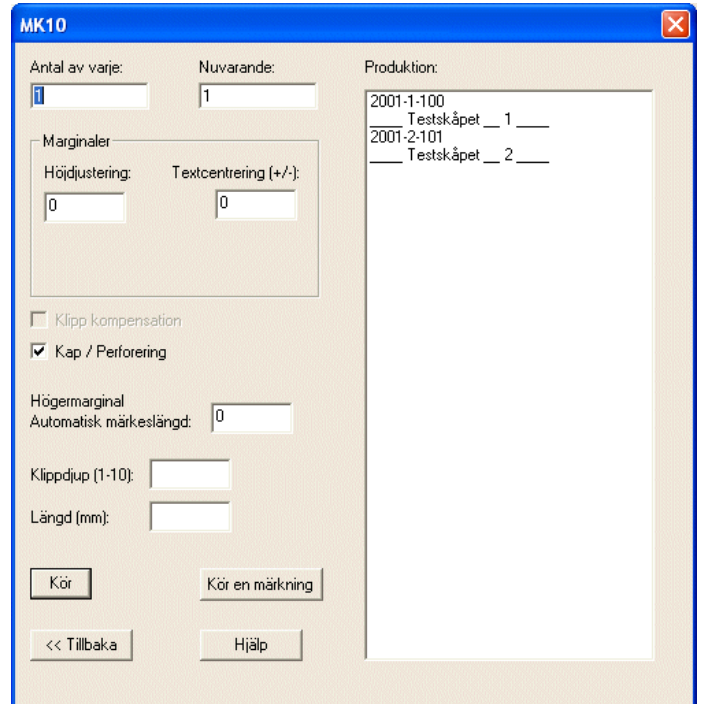 MK10
Antal av varje:
1
Nuvarande:
1
Marginaler
Höjdjustering:
0
Textcentrering (+/-):
0
Klipp kompensation
Kap / Perforering
Högermarginal
Automatisk märkeslängd:
0
Klippdjup (1-10):
Längd (mm):
Kör
Kör en märkning
<< Tillbaka
Hjälp
Produktion:
2001-1-100
____ Testskåpet __ 1 ____
2001-2-101
____ Testskåpet __ 2 ____